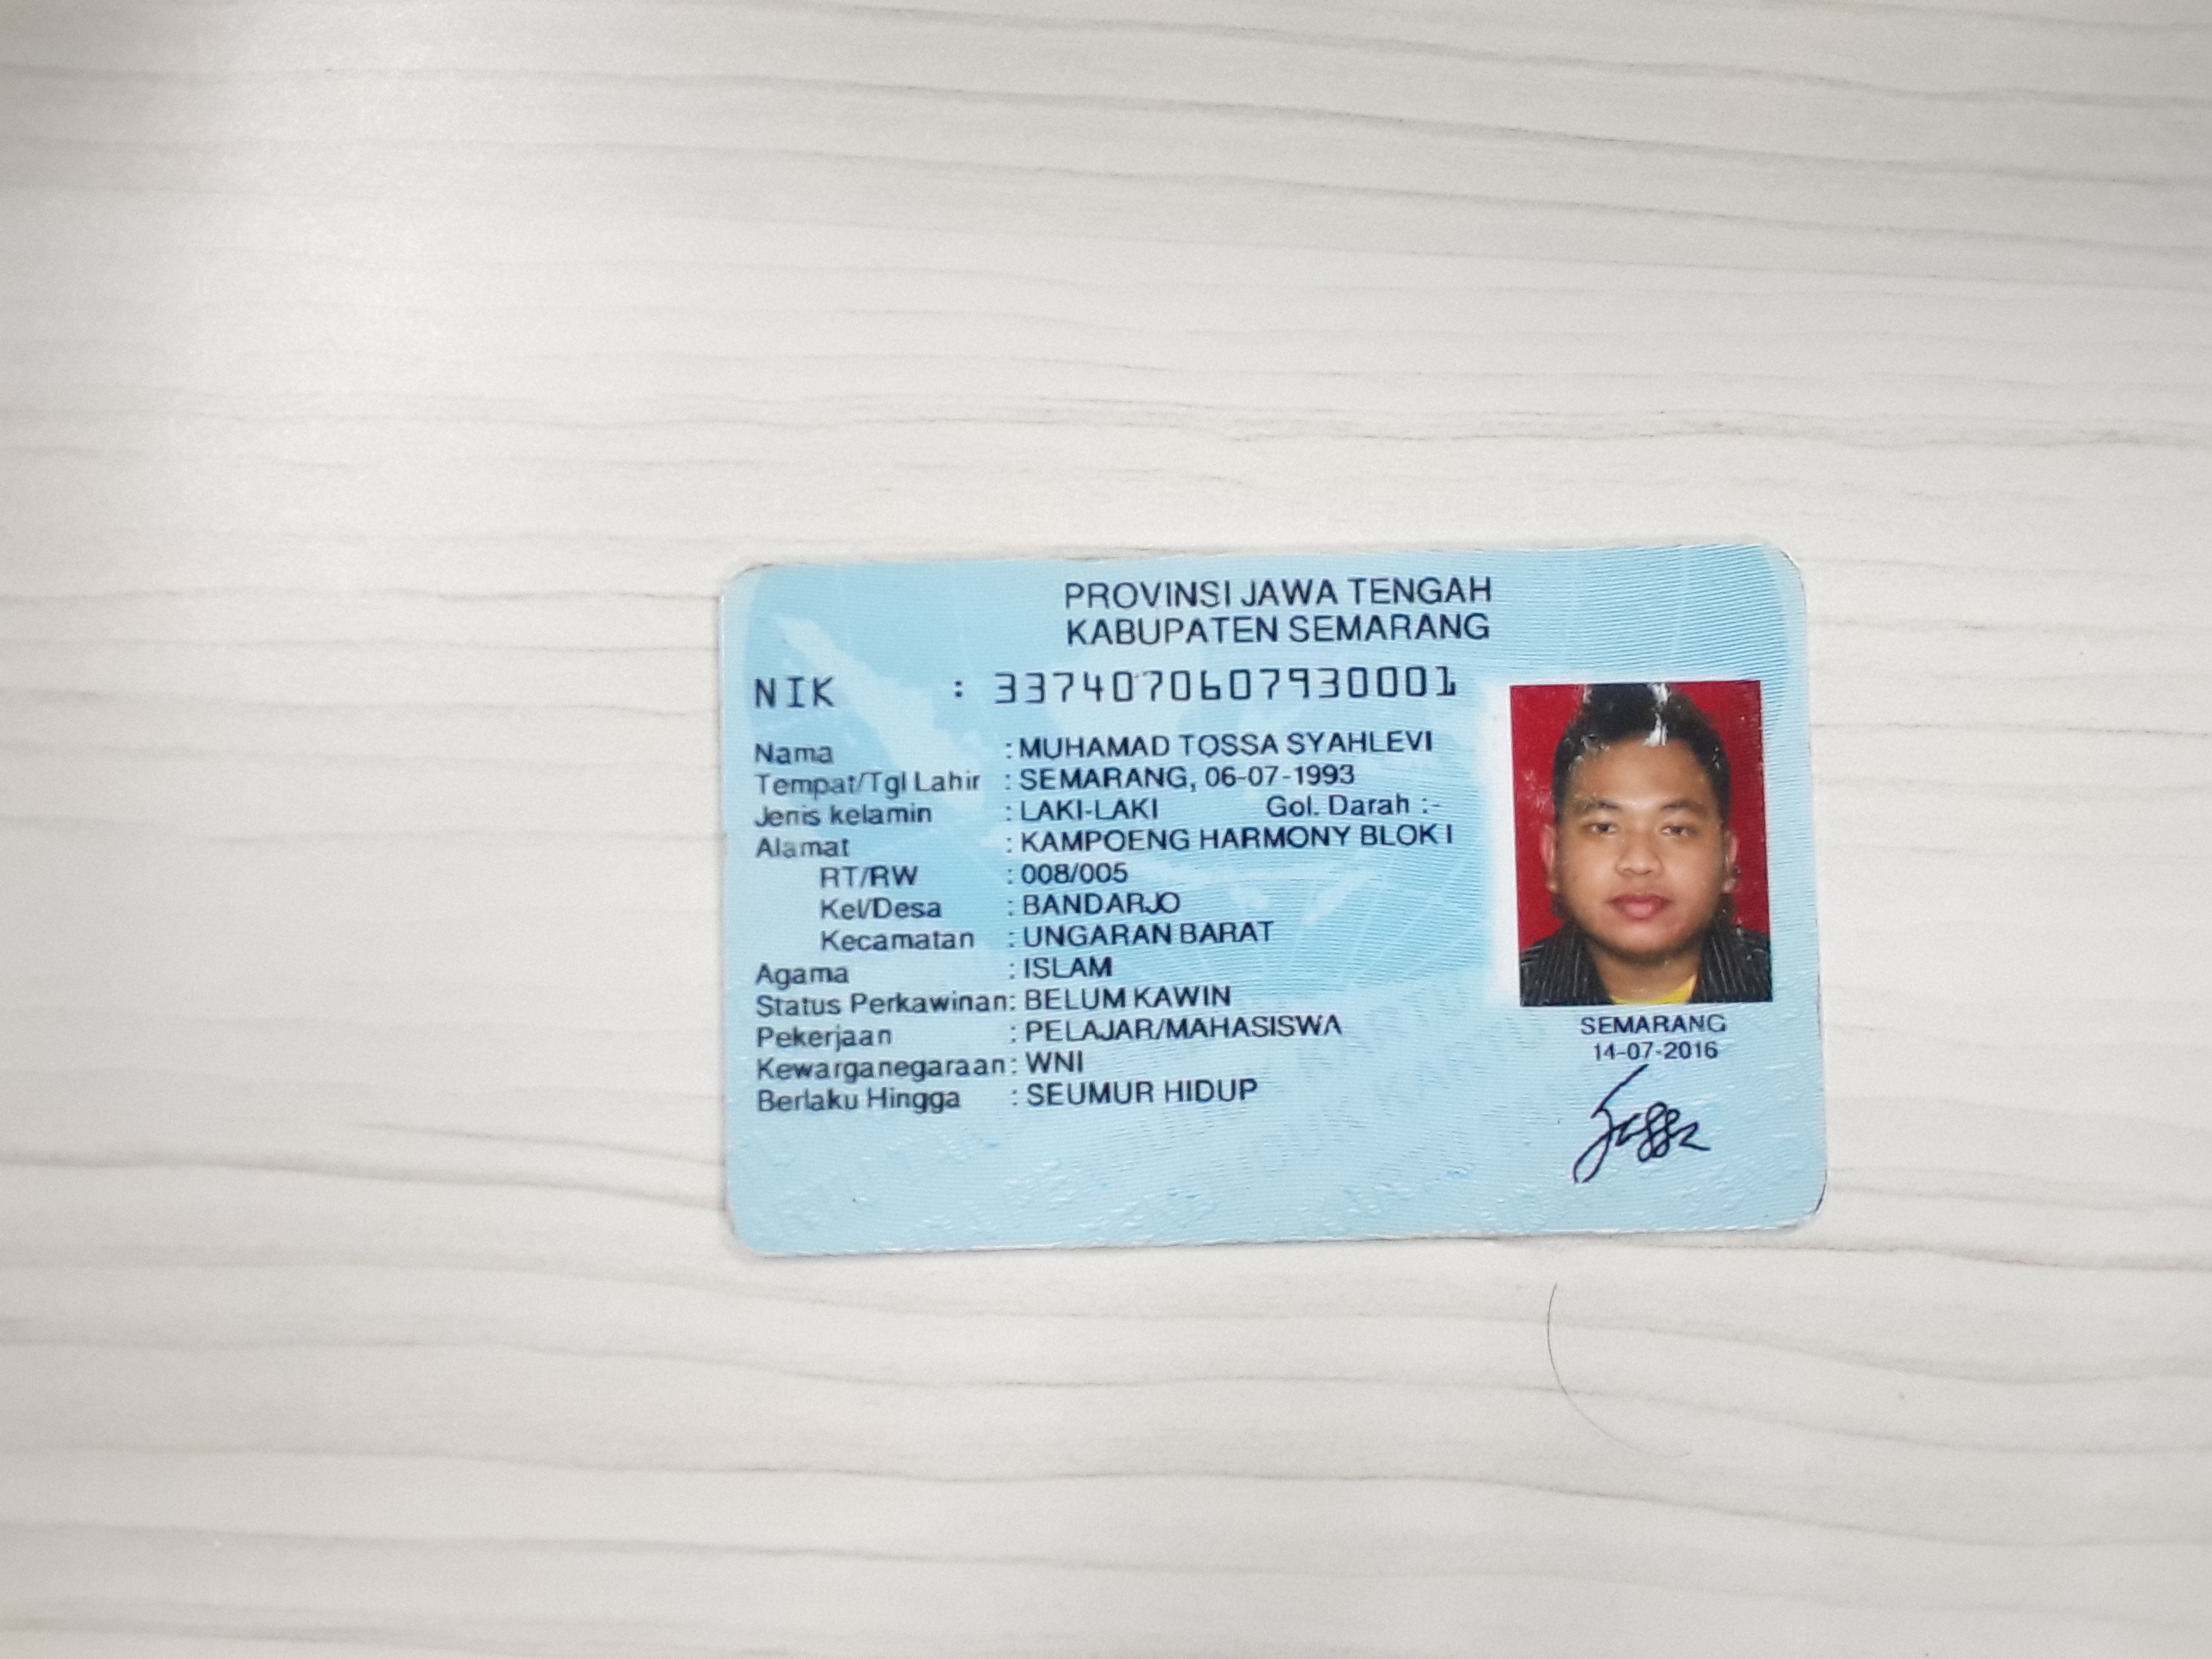 PROVINSI JAWA TENGAH
KABUPATEN SEMARANG
NIK : 3374070607930001
Nama : MUHAMAD TOSSA SYAHLEVI
Tempat/Tgl Lahir : SEMARANG, 06-07-1993
Jenis kelamin : LAKI-LAKI Gol. Darah :-
Alamat : KAMPOENG HARMONY BLOK I
RT/RW : 008/005
Kel/Desa : BANDARJO
Kecamatan : UNGARAN BARAT
Agama : ISLAM
Status Perkawinan: BELUM KAWIN
Pekerjaan : PELAJAR/MAHASISWA
Kewarganegaraan: WNI
Berlaku Hingga : SEUMUR HIDUP
SEMARANG
14-07-2016